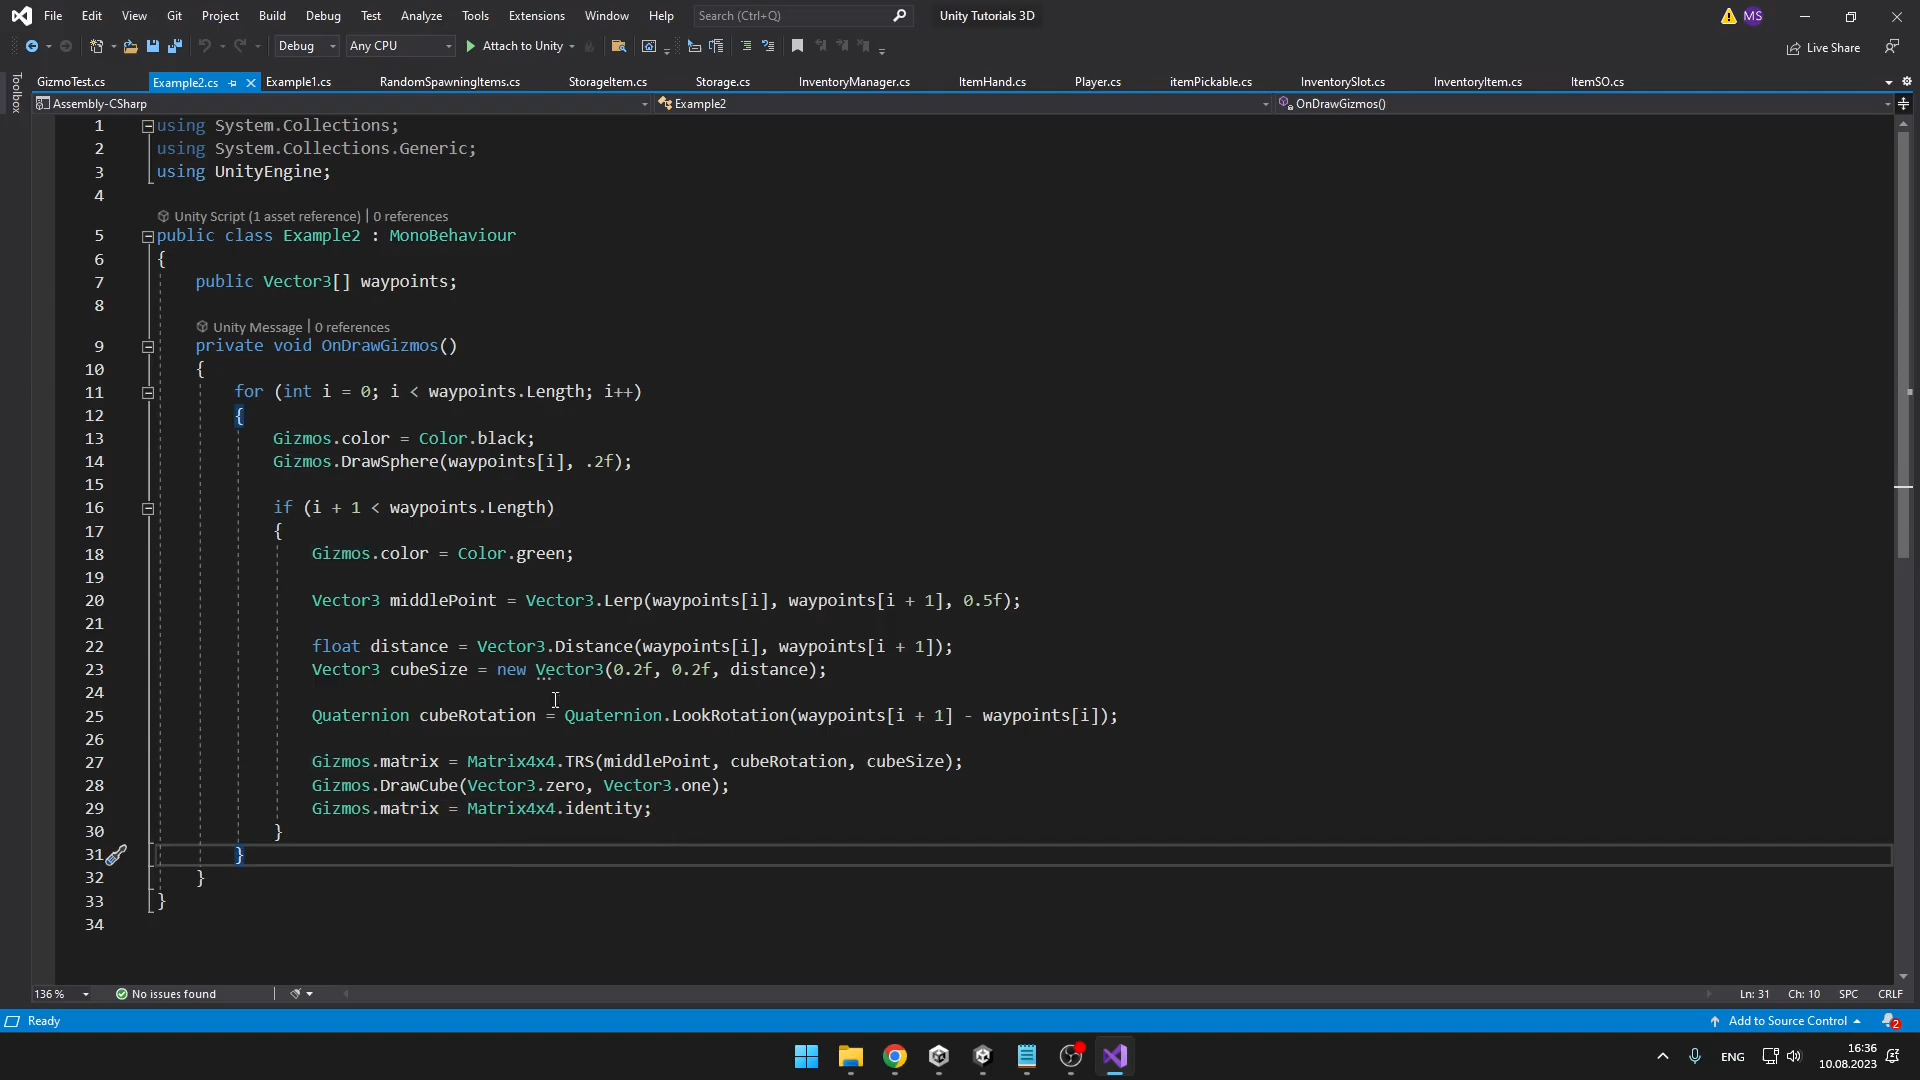 File Edit View Git Project Build Debug Test Analyze Tools Extensions Window Help Search (Ctrl+Q) Unity Tutorials 3D MS
Debug Any CPU Attach to Unity Live Share
Toolbox
GizmoTest.cs Example2.cs Example1.cs RandomSpawningItems.cs StorageItem.cs Storage.cs InventoryManager.cs ItemHand.cs Player.cs itemPickable.cs InventorySlot.cs InventoryItem.cs ItemSO.cs
Assembly-CSharp Example2 OnDrawGizmos()
1 using System.Collections;
2 using System.Collections.Generic;
3 using UnityEngine;
4
Unity Script (1 asset reference) | 0 references
5 public class Example2 : MonoBehaviour
6 {
7 public Vector3[] waypoints;
8
Unity Message | 0 references
9 private void OnDrawGizmos()
10 {
11 for (int i = 0; i < waypoints.Length; i++)
12 {
13 Gizmos.color = Color.black;
14 Gizmos.DrawSphere(waypoints[i], .2f);
15
16 if (i + 1 < waypoints.Length)
17 {
18 Gizmos.color = Color.green;
19
20 Vector3 middlePoint = Vector3.Lerp(waypoints[i], waypoints[i + 1], 0.5f);
21
22 float distance = Vector3.Distance(waypoints[i], waypoints[i + 1]);
23 Vector3 cubeSize = new Vector3(0.2f, 0.2f, distance);
24
25 Quaternion cubeRotation = Quaternion.LookRotation(waypoints[i + 1] - waypoints[i]);
26
27 Gizmos.matrix = Matrix4x4.TRS(middlePoint, cubeRotation, cubeSize);
28 Gizmos.DrawCube(Vector3.zero, Vector3.one);
29 Gizmos.matrix = Matrix4x4.identity;
30 }
31 }
32 }
33 }
34
136 % No issues found Ln: 31 Ch: 10 SPC CRLF
Ready Add to Source Control 2
ENG 16:36
10.08.2023